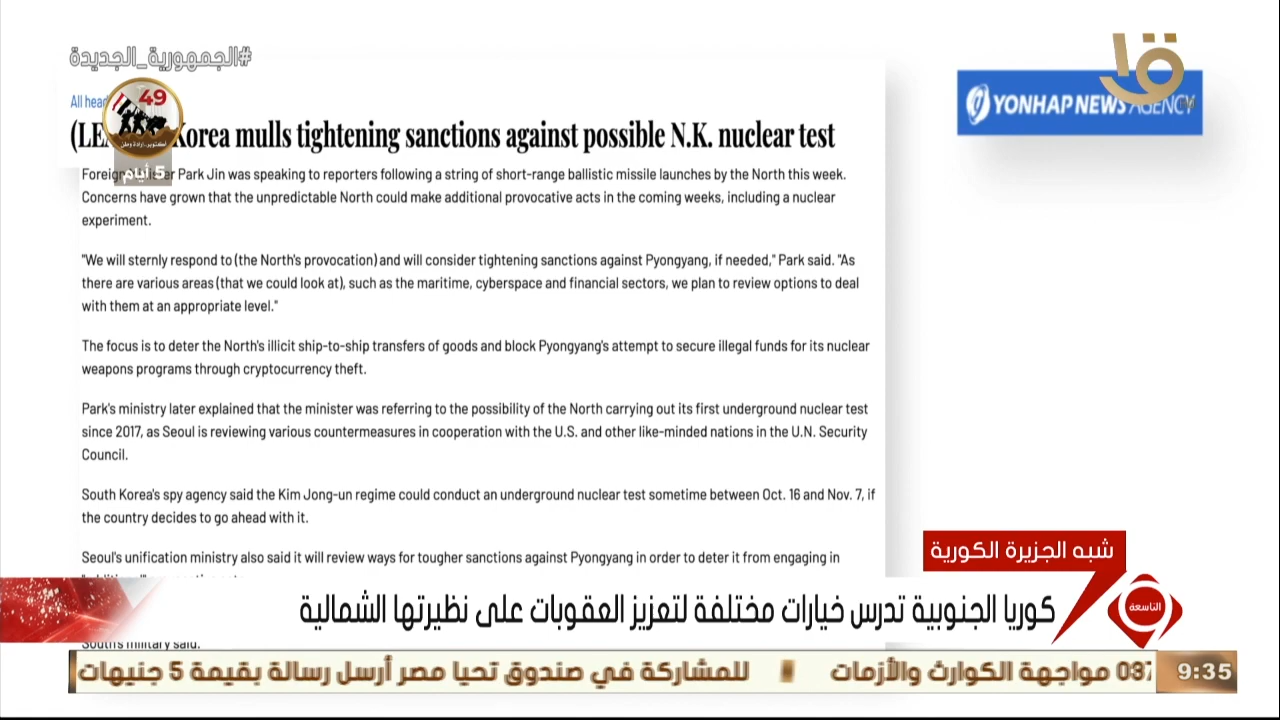 #الجمهورية_الجديدة
YONHAP NEWS AGENCY
All
49
أكتوبر..إرادة وطن
5 أيام
Korea mulls tightening sanctions against possible N.K. nuclear test
Park Jin was speaking to reporters following a string of short-range ballistic missile launches by the North this week.
Concerns have grown that the unpredictable North could make additional provocative acts in the coming weeks, including a nuclear
experiment.
"We will sternly respond to (the North's provocation) and will consider tightening sanctions against Pyongyang, if needed," Park said. "As
there are various areas (that we could look at), such as the maritime, cyberspace and financial sectors, we plan to review options to deal
with them at an appropriate level."
The focus is to deter the North's illicit ship-to-ship transfers of goods and block Pyongyang's attempt to secure illegal funds for its nuclear
weapons programs through cryptocurrency theft.
Park's ministry later explained that the minister was referring to the possibility of the North carrying out its first underground nuclear test
since 2017, as Seoul is reviewing various countermeasures in cooperation with the U.S. and other like-minded nations in the U.N. Security
Council.
South Korea's spy agency said the Kim Jong-un regime could conduct an underground nuclear test sometime between Oct. 16 and Nov. 7, if
the country decides to go ahead with it.
Seoul's unification ministry also said it will review ways for tougher sanctions against Pyongyang in order to deter it from engaging in
شبه الجزيرة الكورية
التاسعة
كوريا الجنوبية تدرس خيارات مختلفة لتعزيز العقوبات على نظيرتها الشمالية
South's military said.
037 مواجهة الكوارث والأزمات للمشاركة في صندوق تحيا مصر أرسل رسالة بقيمة 5 جنيهات
9:35